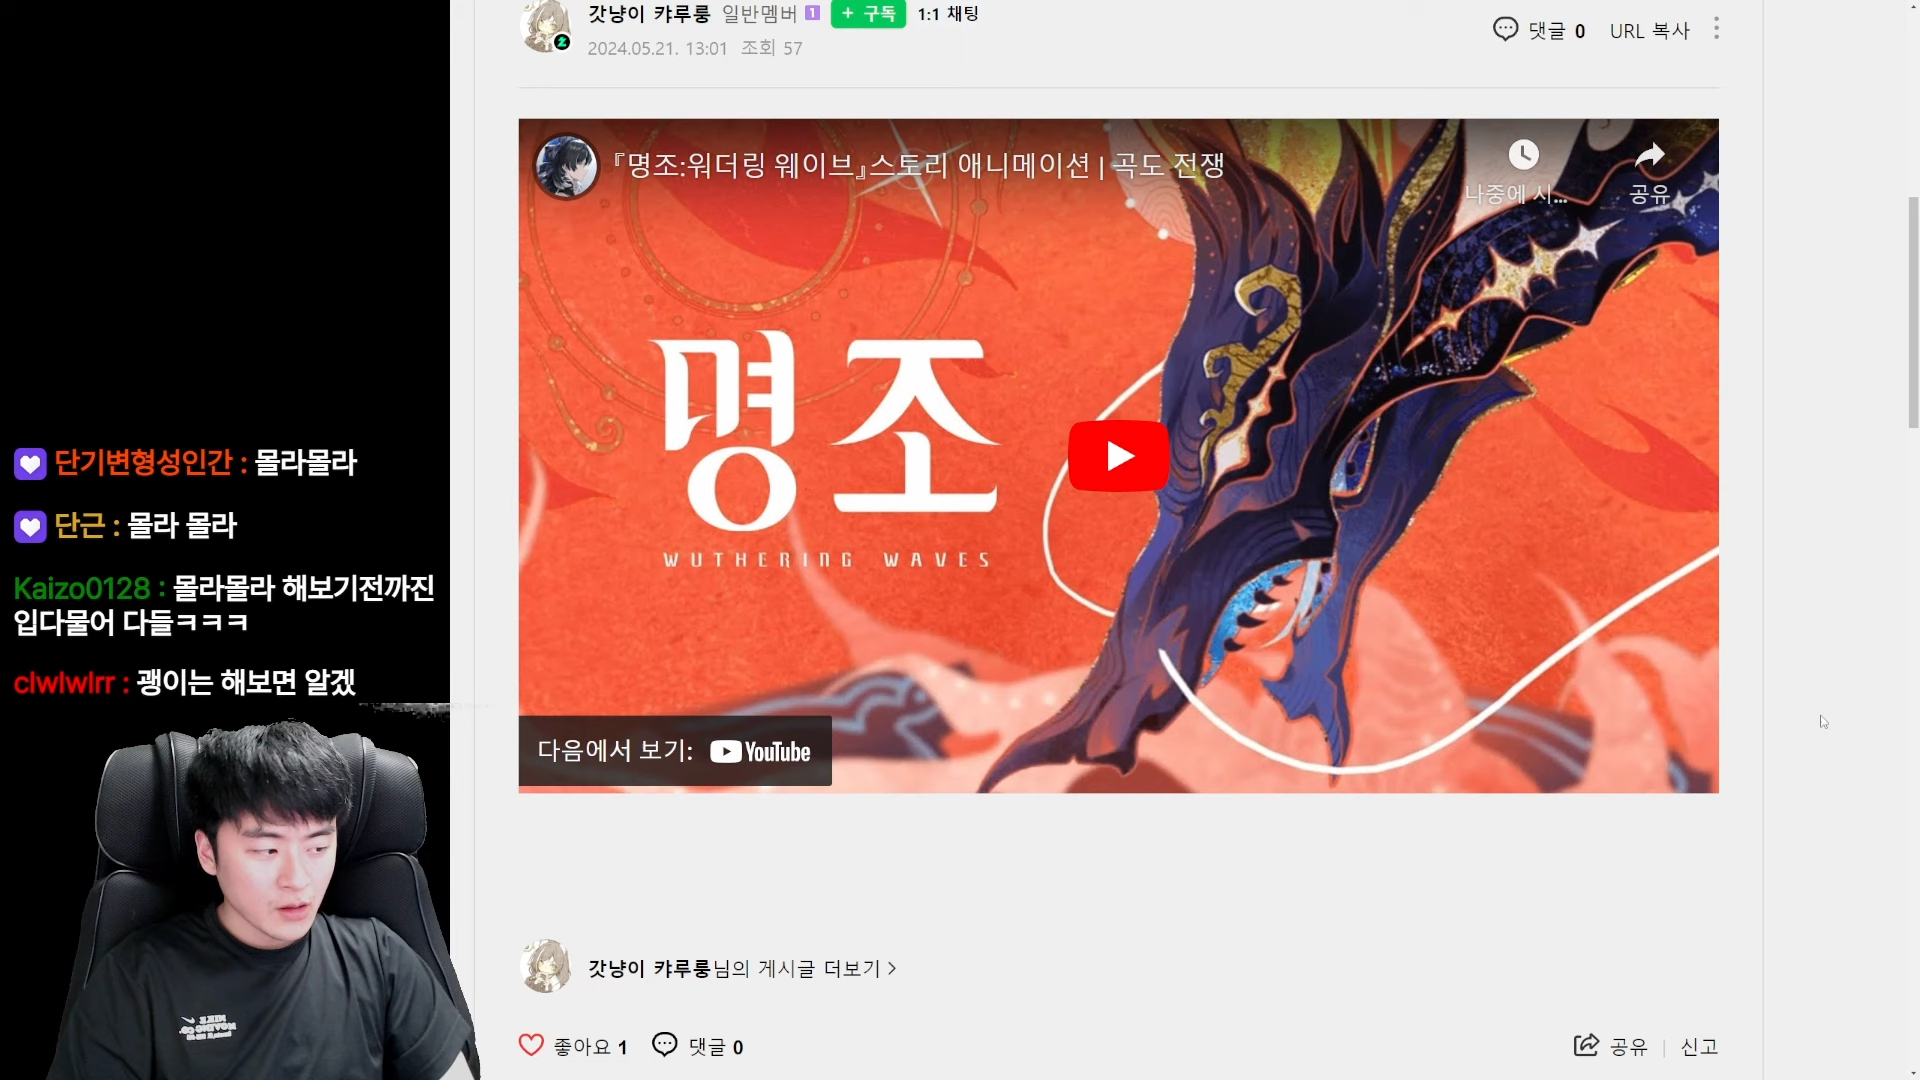 갓냥이 캬루룽 일반멤버 1 + 구독 1:1 채팅
2024.05.21. 13:01 조회 57
댓글 0 URL 복사
『명조:워더링 웨이브』스토리 애니메이션 | 곡도 전쟁
나중에 시...
공유
명조
WUTHERING WAVES
다음에서 보기: YouTube
단기변형성인간 : 몰라몰라
단근 : 몰라 몰라
Kaizo0128 : 몰라몰라 해보기전까진
입다물어 다들ㅋㅋㅋ
clwlwlrr : 괭이는 해보면 알겠
갓냥이 캬루룽님의 게시글 더보기 >
좋아요 1 댓글 0
공유 | 신고